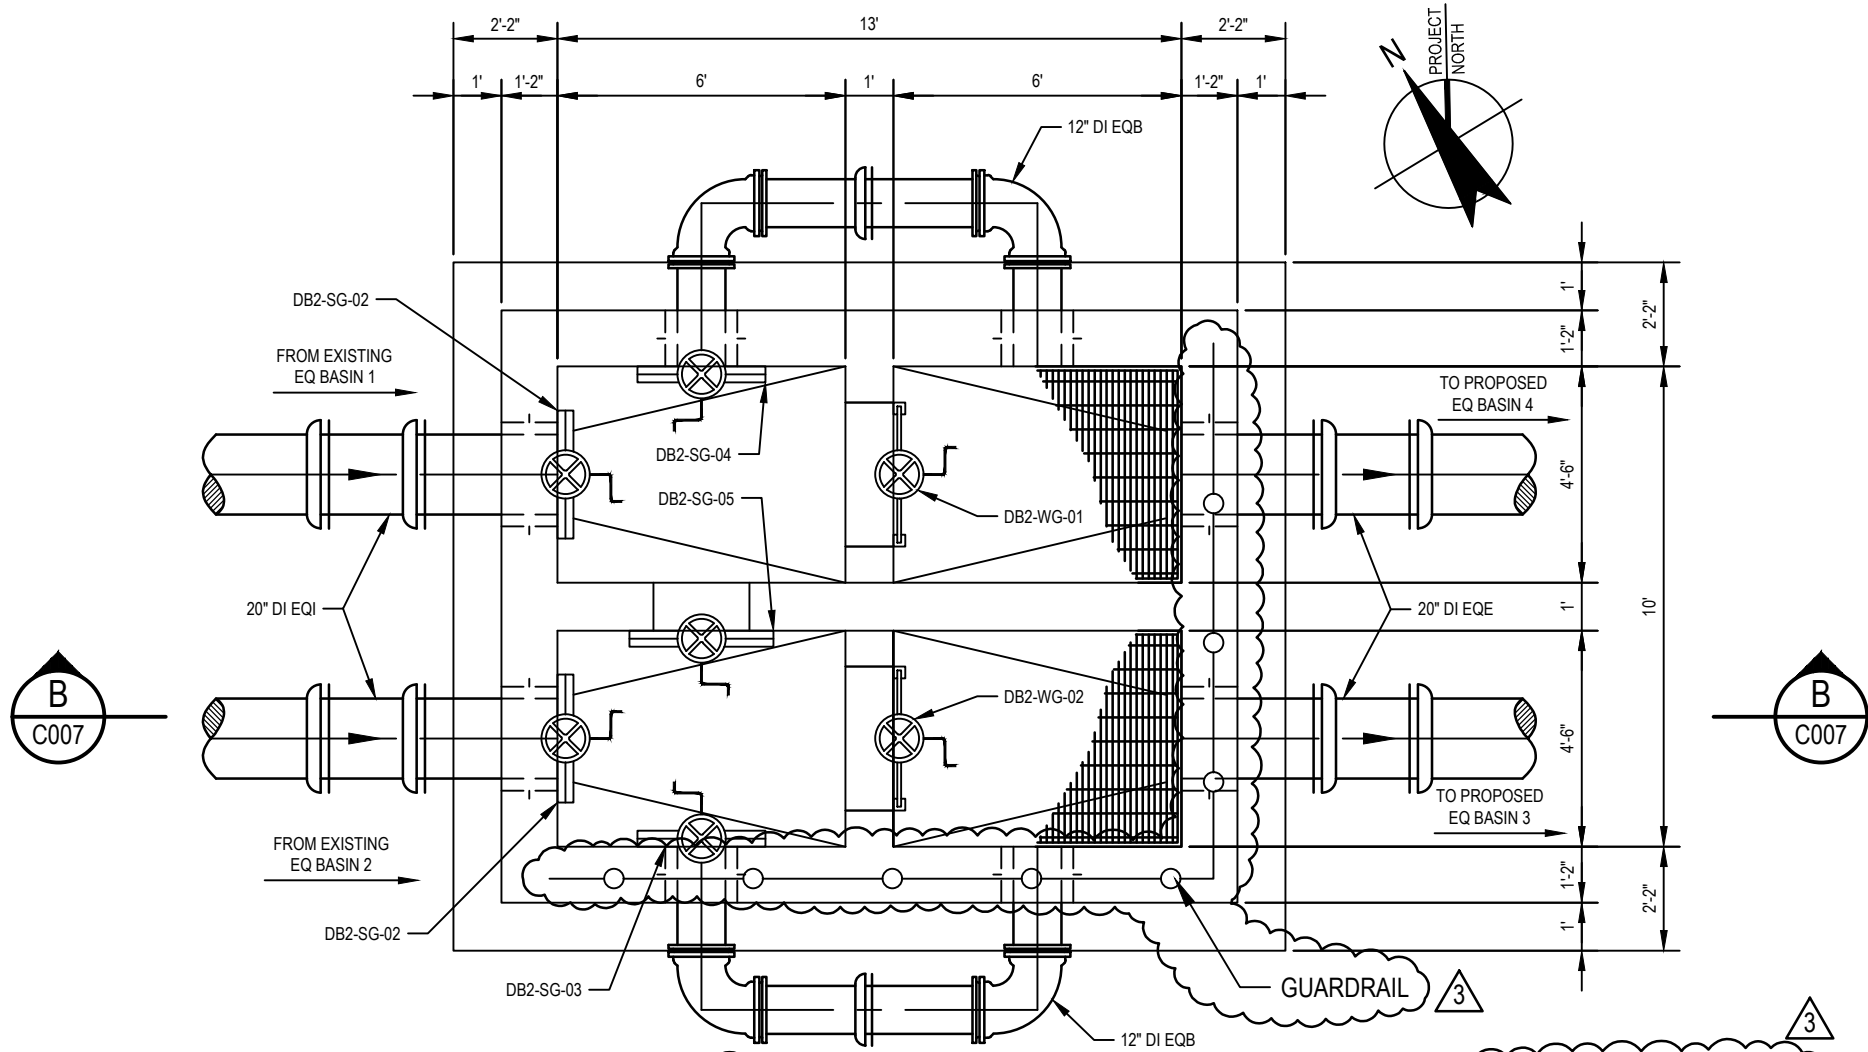 2'-2"
13'
2'-2"
1'
1'-2"
6'
1'
6'
1'-2"
1'
N
PROJECT
NORTH
12" DI EQB
DB2-SG-02
FROM EXISTING
EQ BASIN 1
1'
1'-2"
2'-2"
TO PROPOSED
EQ BASIN 4
DB2-SG-04
DB2-SG-05
DB2-WG-01
4'-6"
20" DI EQI
20" DI EQE
1'
10'
B
C007
DB2-WG-02
B
C007
4'-6"
TO PROPOSED
EQ BASIN 3
FROM EXISTING
EQ BASIN 2
1'-2"
2'-2"
1'
DB2-SG-02
DB2-SG-03
GUARDRAIL
3
3
12" DI EQB